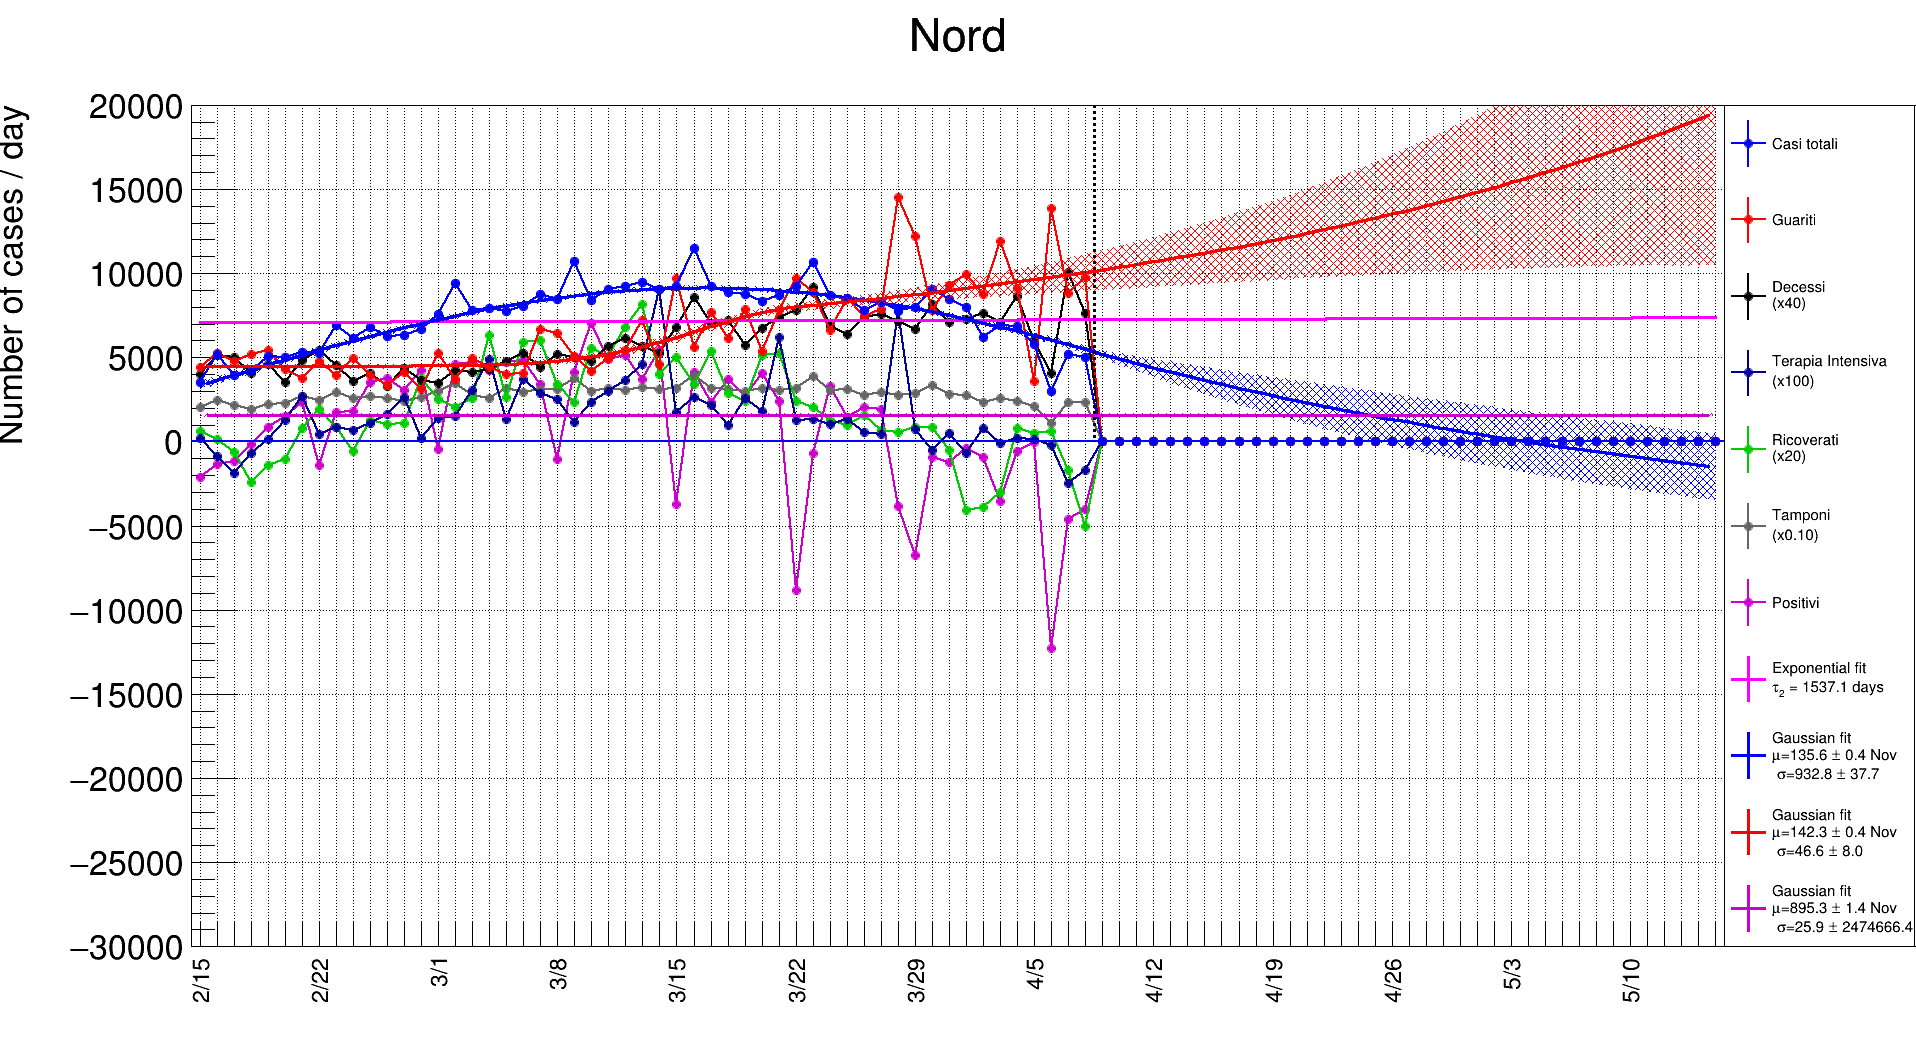 Nord
Number of cases / day
20000
15000
10000
5000
0
−5000
−10000
−15000
−20000
−25000
−30000
2/15
2/22
3/1
3/8
3/15
3/22
3/29
4/5
4/12
4/19
4/26
5/3
5/10
Casi totali
Guariti
Decessi
(x40)
Terapia Intensiva
(x100)
Ricoverati
(x20)
Tamponi
(x0.10)
Positivi
Exponential fit
τ2 = 1537.1 days
Gaussian fit
μ=135.6 ± 0.4 Nov
σ=932.8 ± 37.7
Gaussian fit
μ=142.3 ± 0.4 Nov
σ=46.6 ± 8.0
Gaussian fit
μ=895.3 ± 1.4 Nov
σ=25.9 ± 2474666.4